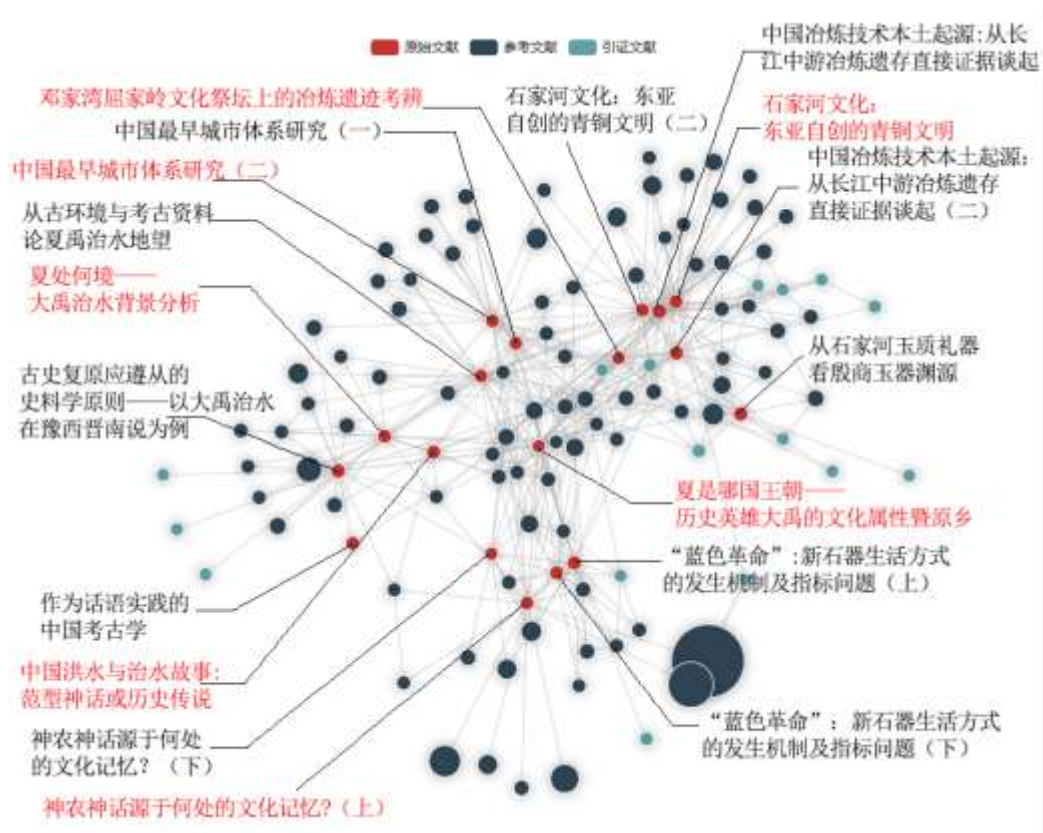 原始文献 参考文献 引证文献
中国冶炼技术本土起源:从长
江中游冶炼遗存直接证据谈起
邓家湾屈家岭文化祭坛上的冶炼遗迹考辨
石家河文化：东亚
自创的青铜文明（二）
石家河文化：
东亚自创的青铜文明
中国最早城市体系研究（一）
中国最早城市体系研究（二）
中国冶炼技术本土起源：
从长江中游冶炼遗存
直接证据谈起（二）
从古环境与考古资料
论夏禹治水地望
夏处何境——
大禹治水背景分析
从石家河玉质礼器
看殷商玉器渊源
古史复原应遵从的
史料学原则——以大禹治水
在豫西晋南说为例
夏是哪国王朝——
历史英雄大禹的文化属性暨原乡
“蓝色革命”:新石器生活方式
的发生机制及指标问题（上）
作为话语实践的
中国考古学
中国洪水与治水故事:
范型神话或历史传说
“蓝色革命”：新石器生活方式
的发生机制及指标问题（下）
神农神话源于何处
的文化记忆？（下）
神农神话源于何处的文化记忆?（上）